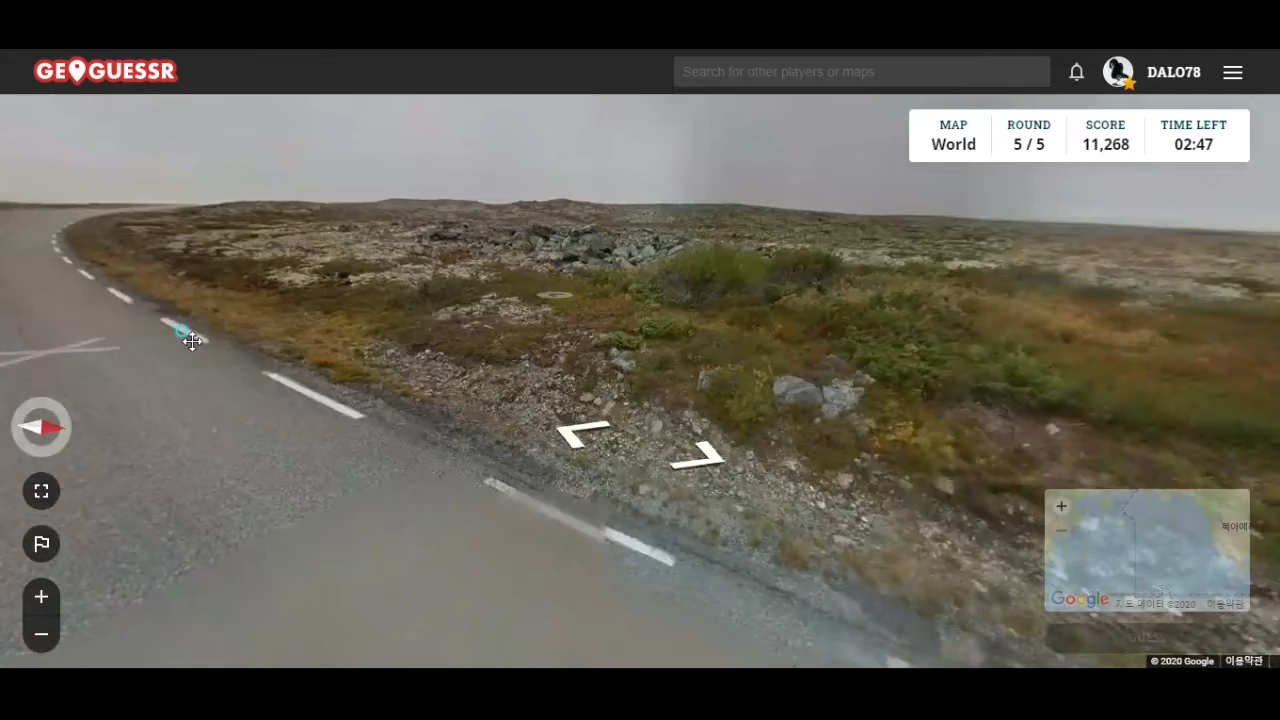 GEOGUESSR
Search for other players or maps
DALO78
MAP
World
ROUND
5 / 5
SCORE
11,268
TIME LEFT
02:47
Google
지도 데이터 ©2020 이용약관
© 2020 Google 이용약관